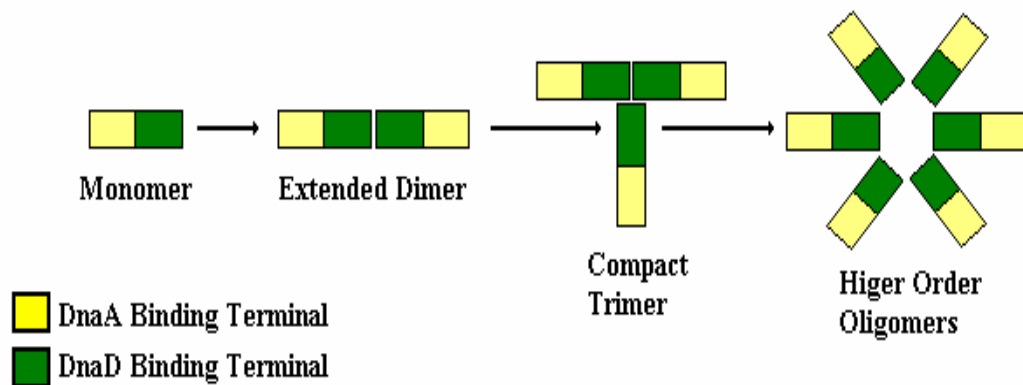 Monomer
Extended Dimer
Compact
Trimer
Higer Order
Oligomers
DnaA Binding Terminal
DnaD Binding Terminal